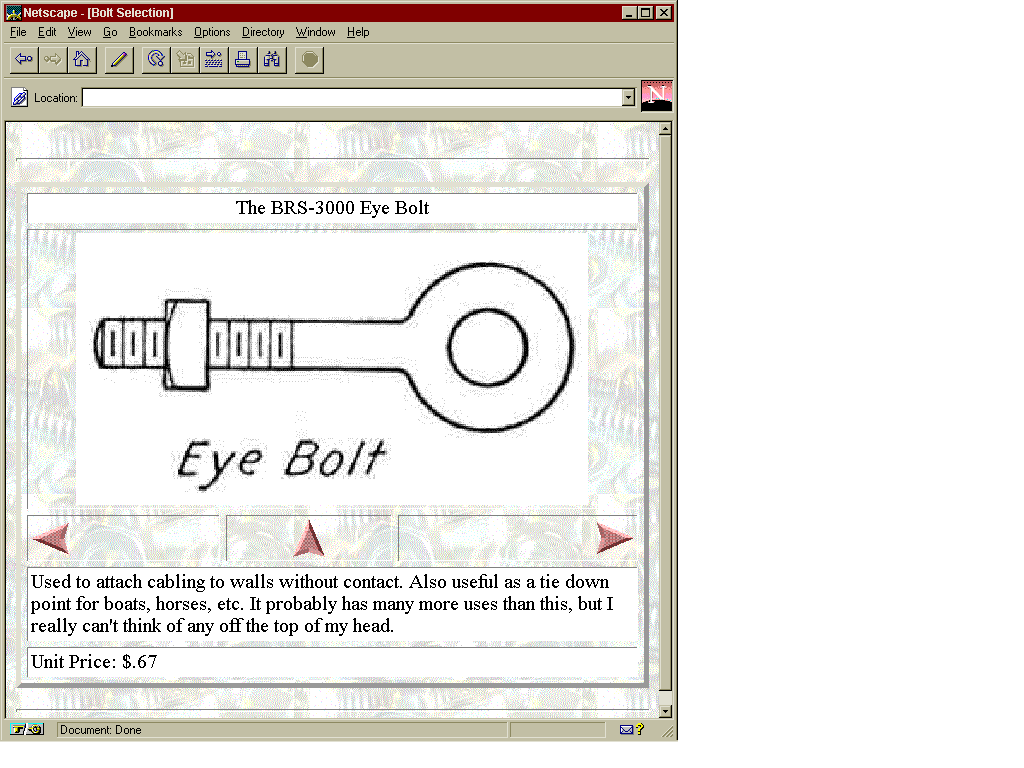 Netscape - [Bolt Selection]
File Edit View Go Bookmarks Options Directory Window Help
Location:
N
The BRS-3000 Eye Bolt
Eye Bolt
Used to attach cabling to walls without contact. Also useful as a tie down
point for boats, horses, etc. It probably has many more uses than this, but I
really can't think of any off the top of my head.
Unit Price: $.67
Document: Done
?